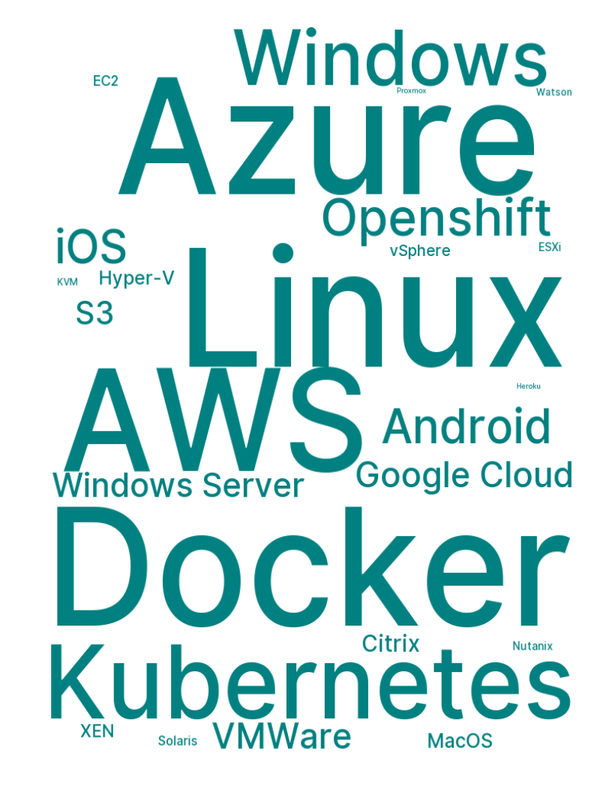 Windows
EC2
Proxmox
Watson
Azure
Openshift
iOS
vSphere
ESXi
KVM
Hyper-V
Linux
S3
Heroku
AWS
Android
Google Cloud
Windows Server
Docker
Citrix
Nutanix
Kubernetes
XEN
Solaris
VMWare
MacOS